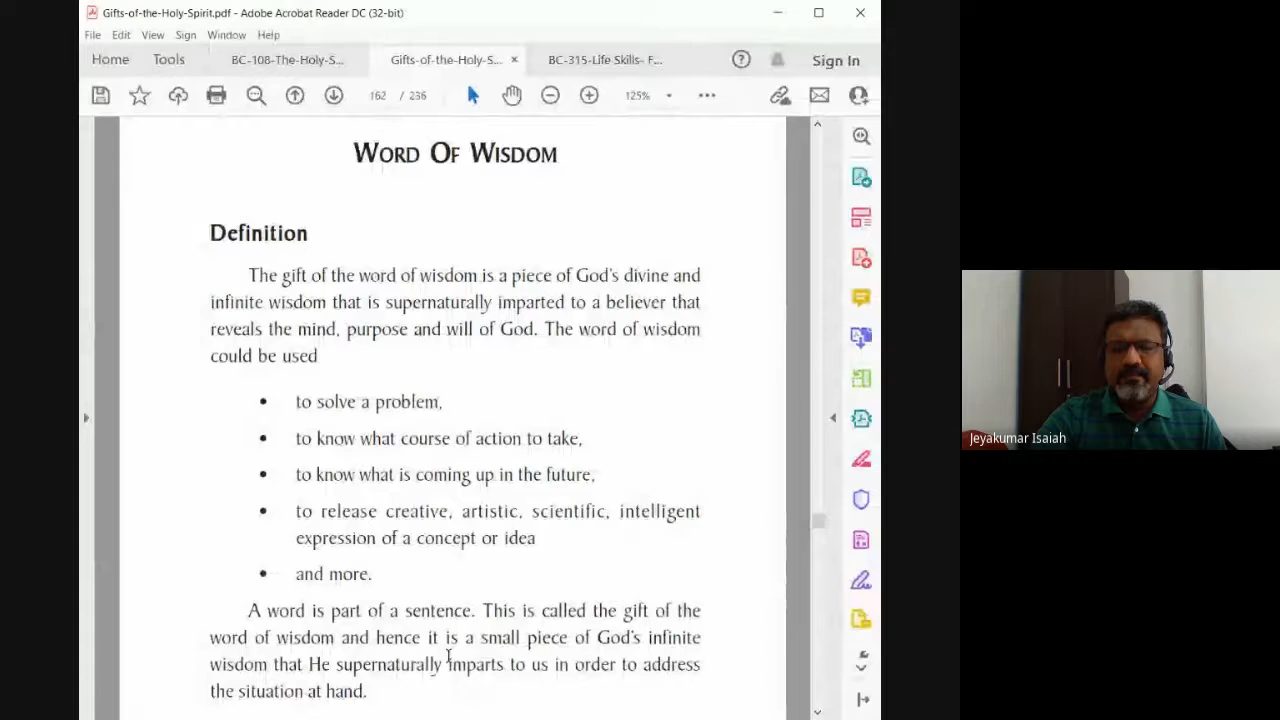 Gifts-of-the-Holy-Spirit.pdf - Adobe Acrobat Reader DC (32-bit)
File Edit View Sign Window Help
Home Tools BC-108-The-Holy-S... Gifts-of-the-Holy-S... × BC-315-Life Skills- F... Sign In
162 / 236 125%
WORD OF WISDOM
Definition
The gift of the word of wisdom is a piece of God's divine and
infinite wisdom that is supernaturally imparted to a believer that
reveals the mind, purpose and will of God. The word of wisdom
could be used
• to solve a problem,
• to know what course of action to take,
• to know what is coming up in the future,
• to release creative, artistic, scientific, intelligent
expression of a concept or idea
• and more.
A word is part of a sentence. This is called the gift of the
word of wisdom and hence it is a small piece of God's infinite
wisdom that He supernaturally imparts to us in order to address
the situation at hand.
Jeyakumar Isaiah